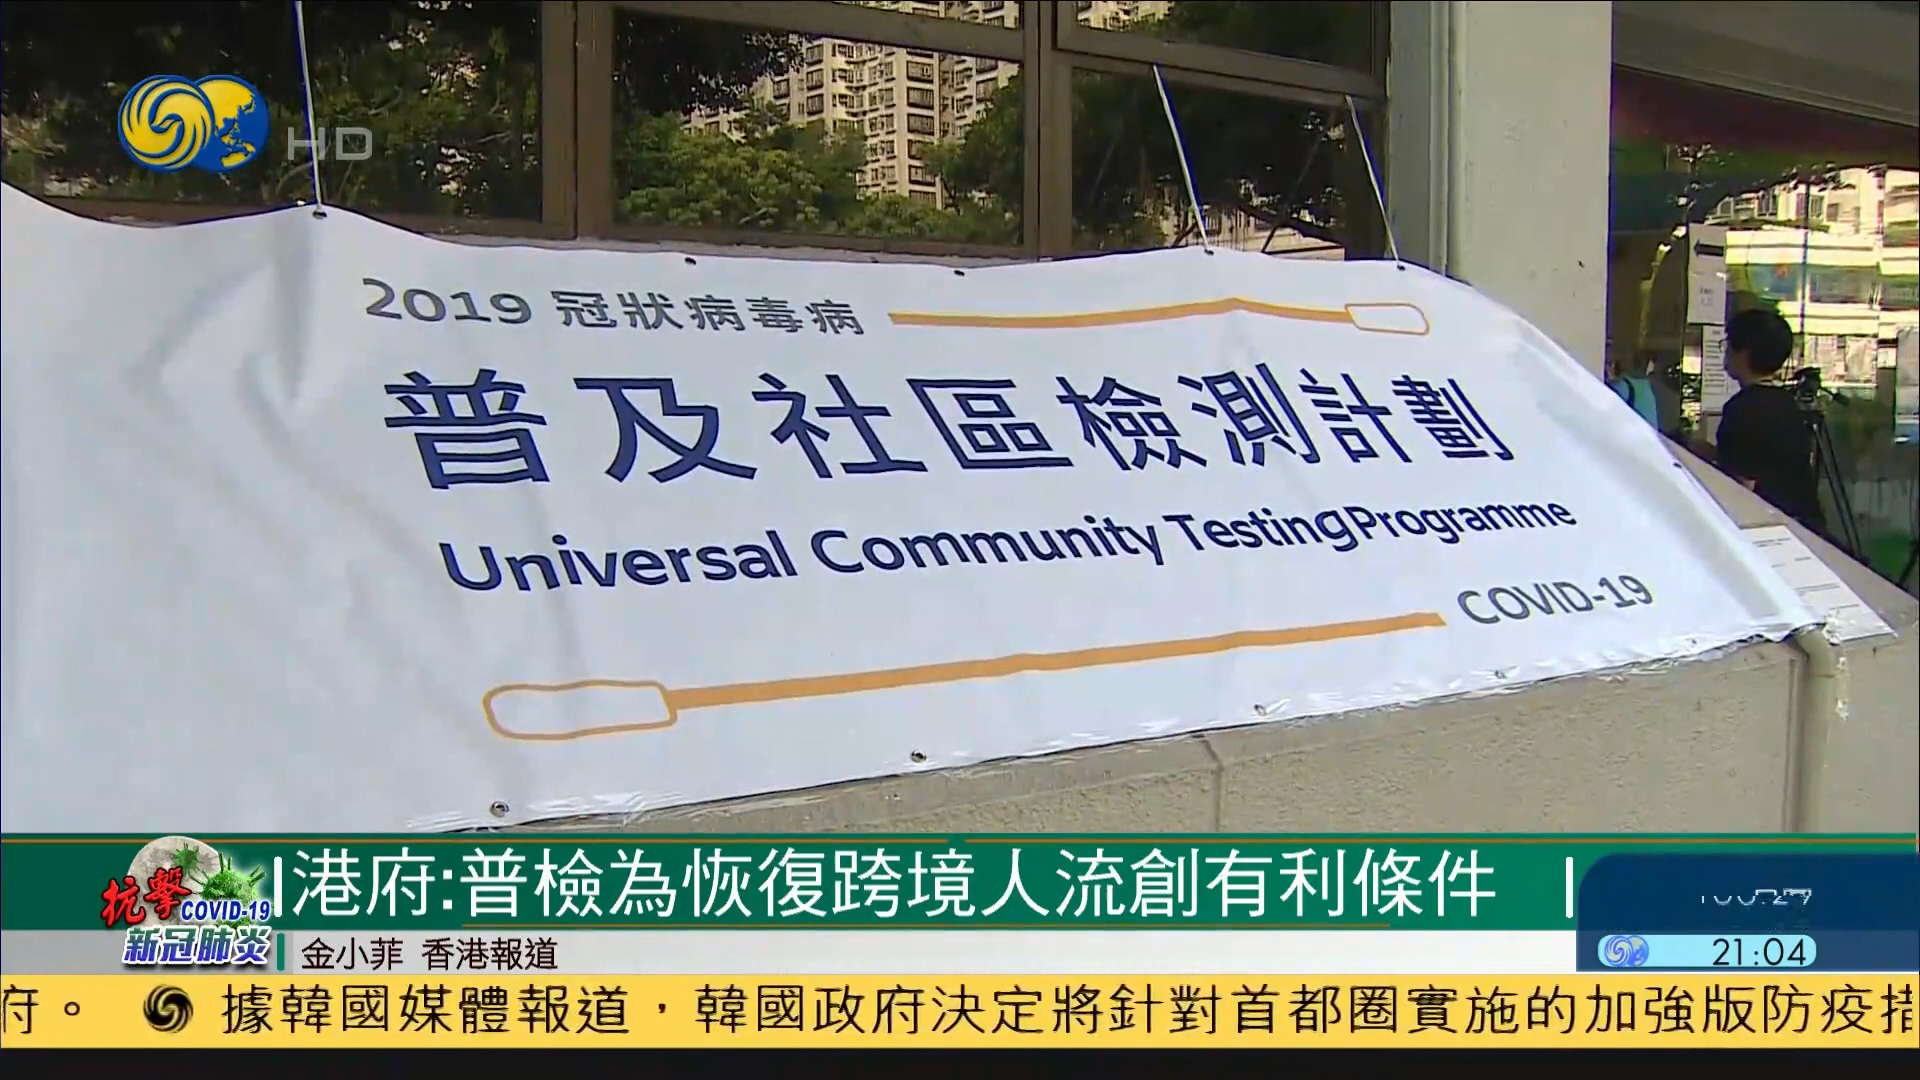 HD
2019 冠狀病毒病
普及社區檢測計劃
Universal Community Testing Programme
COVID-19
抗擊
COVID-19
新冠肺炎
港府:普檢為恢復跨境人流創有利條件
金小菲 香港報道
21:04
府。 據韓國媒體報道，韓國政府決定將針對首都圈實施的加強版防疫措